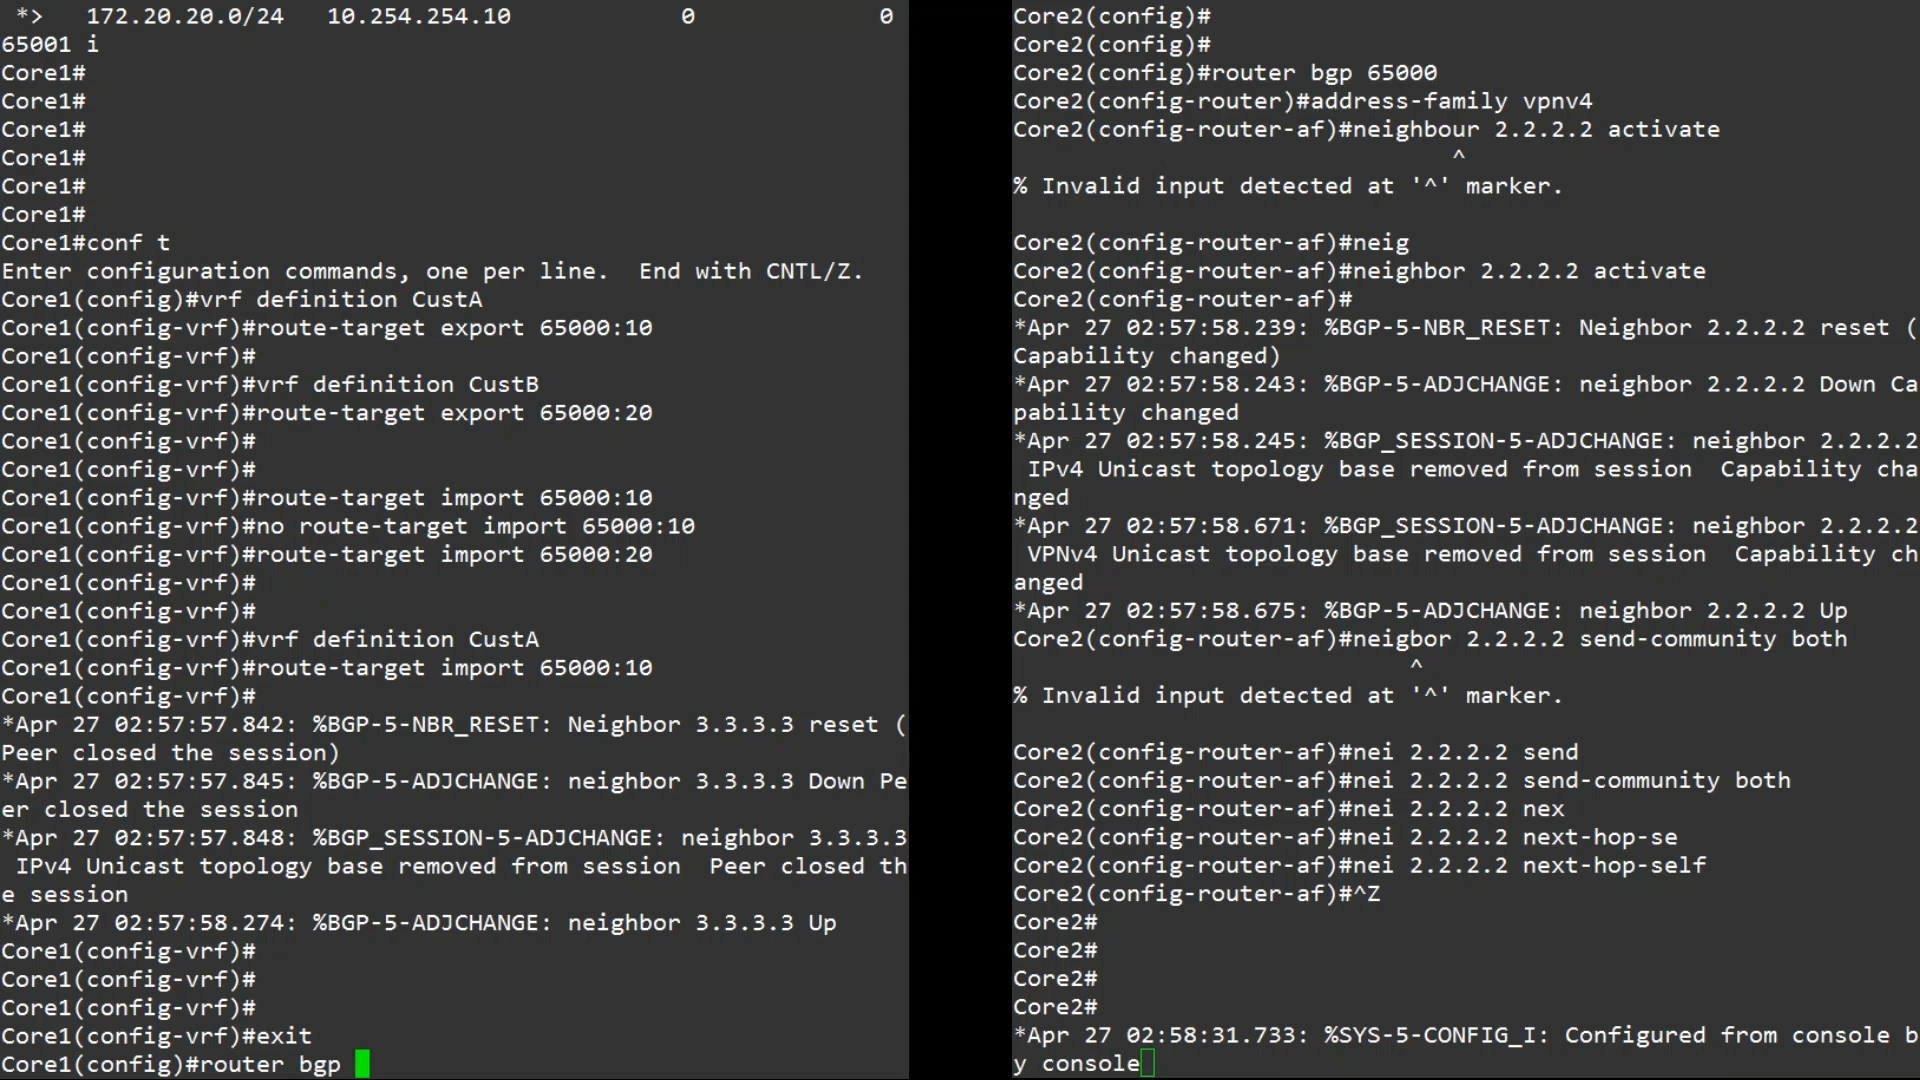 *>   172.20.20.0/24   10.254.254.10            0             0
65001 i
Core1#
Core1#
Core1#
Core1#
Core1#
Core1#
Core1#conf t
Enter configuration commands, one per line.  End with CNTL/Z.
Core1(config)#vrf definition CustA
Core1(config-vrf)#route-target export 65000:10
Core1(config-vrf)#
Core1(config-vrf)#vrf definition CustB
Core1(config-vrf)#route-target export 65000:20
Core1(config-vrf)#
Core1(config-vrf)#
Core1(config-vrf)#route-target import 65000:10
Core1(config-vrf)#no route-target import 65000:10
Core1(config-vrf)#route-target import 65000:20
Core1(config-vrf)#
Core1(config-vrf)#
Core1(config-vrf)#vrf definition CustA
Core1(config-vrf)#route-target import 65000:10
Core1(config-vrf)#
*Apr 27 02:57:57.842: %BGP-5-NBR_RESET: Neighbor 3.3.3.3 reset (
Peer closed the session)
*Apr 27 02:57:57.845: %BGP-5-ADJCHANGE: neighbor 3.3.3.3 Down Pe
er closed the session
*Apr 27 02:57:57.848: %BGP_SESSION-5-ADJCHANGE: neighbor 3.3.3.3
 IPv4 Unicast topology base removed from session  Peer closed th
e session
*Apr 27 02:57:58.274: %BGP-5-ADJCHANGE: neighbor 3.3.3.3 Up
Core1(config-vrf)#
Core1(config-vrf)#
Core1(config-vrf)#
Core1(config-vrf)#exit
Core1(config)#router bgp
Core2(config)#
Core2(config)#
Core2(config)#router bgp 65000
Core2(config-router)#address-family vpnv4
Core2(config-router-af)#neighbour 2.2.2.2 activate
^
% Invalid input detected at '^' marker.
Core2(config-router-af)#neig
Core2(config-router-af)#neighbor 2.2.2.2 activate
Core2(config-router-af)#
*Apr 27 02:57:58.239: %BGP-5-NBR_RESET: Neighbor 2.2.2.2 reset (
Capability changed)
*Apr 27 02:57:58.243: %BGP-5-ADJCHANGE: neighbor 2.2.2.2 Down Ca
pability changed
*Apr 27 02:57:58.245: %BGP_SESSION-5-ADJCHANGE: neighbor 2.2.2.2
 IPv4 Unicast topology base removed from session  Capability cha
nged
*Apr 27 02:57:58.671: %BGP_SESSION-5-ADJCHANGE: neighbor 2.2.2.2
 VPNv4 Unicast topology base removed from session  Capability ch
anged
*Apr 27 02:57:58.675: %BGP-5-ADJCHANGE: neighbor 2.2.2.2 Up
Core2(config-router-af)#neigbor 2.2.2.2 send-community both
^
% Invalid input detected at '^' marker.
Core2(config-router-af)#nei 2.2.2.2 send
Core2(config-router-af)#nei 2.2.2.2 send-community both
Core2(config-router-af)#nei 2.2.2.2 nex
Core2(config-router-af)#nei 2.2.2.2 next-hop-se
Core2(config-router-af)#nei 2.2.2.2 next-hop-self
Core2(config-router-af)#^Z
Core2#
Core2#
Core2#
Core2#
*Apr 27 02:58:31.733: %SYS-5-CONFIG_I: Configured from console b
y console